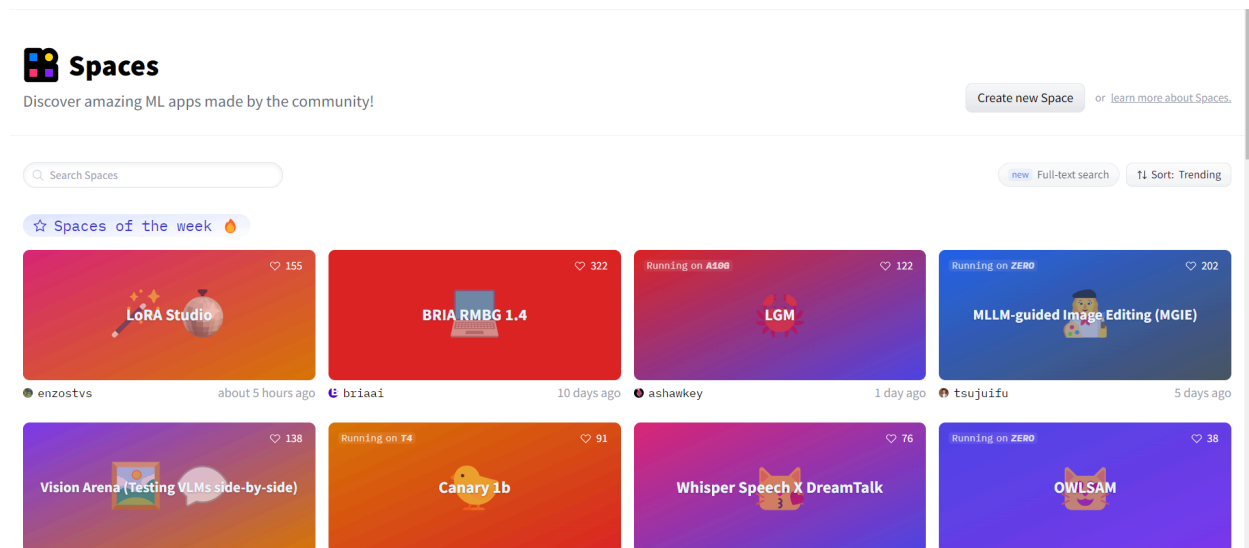 Spaces
Discover amazing ML apps made by the community!
Create new Space or learn more about Spaces.
Search Spaces
new Full-text search
↑↓ Sort: Trending
Spaces of the week 🔥
155
LoRA Studio
enzostvs about 5 hours ago
322
BRIA RMBG 1.4
briaai 10 days ago
Running on A10G 122
LGM
ashawkey 1 day ago
Running on ZERO 202
MLLM-guided Image Editing (MGIE)
tsujuifu 5 days ago
138
Vision Arena (Testing VLMs side-by-side)
Running on T4 91
Canary 1b
76
Whisper Speech X DreamTalk
Running on ZERO 38
OWLSAM